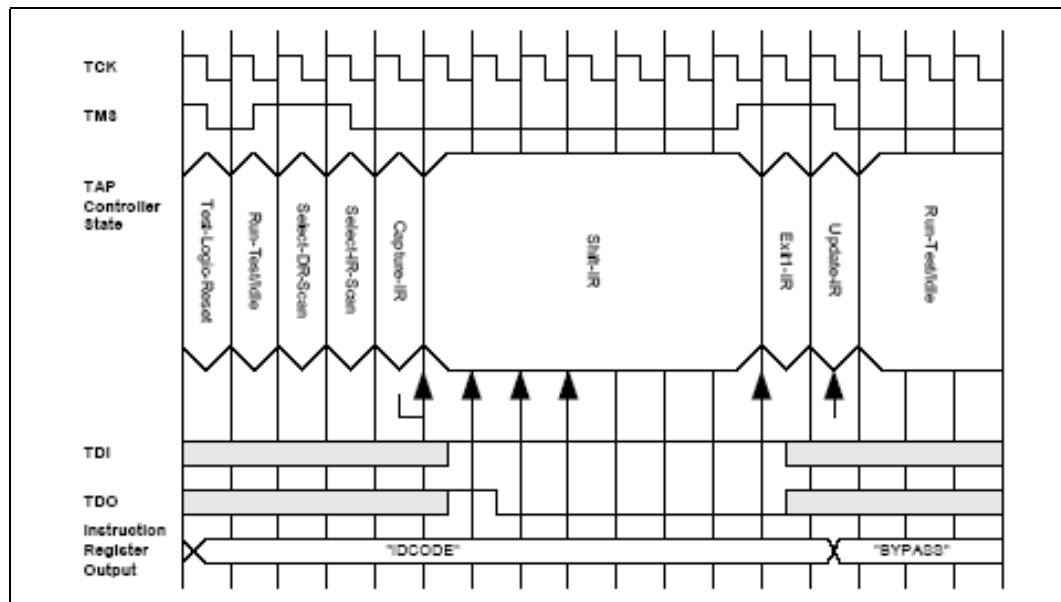 TCK
TMS
TAP
Controller
State
Test-Logic-Reset
Run-Test/Idle
Select-DR-Scan
Select-IR-Scan
Capture-IR
Shift-IR
Exit1-IR
Update-IR
Run-Test/Idle
TDI
TDO
Instruction
Register
Output
"IDCODE"
"BYPASS"